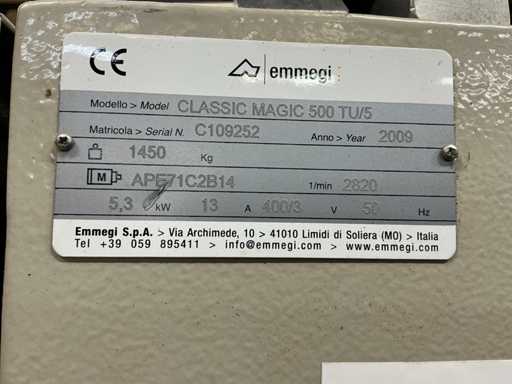 CE emmegi
Modello > Model CLASSIC MAGIC 500 TU/5
Matricola > Serial N. C109252 Anno > Year 2009
1450 Kg
M APE71C2B14 1/min 2820
5,3 kW 13 A 400/3 V 50 Hz
Emmegi S.p.A. > Via Archimede, 10 > 41010 Limidi di Soliera (MO) > Italia
Tel +39 059 895411 > info@emmegi.com > www.emmegi.com